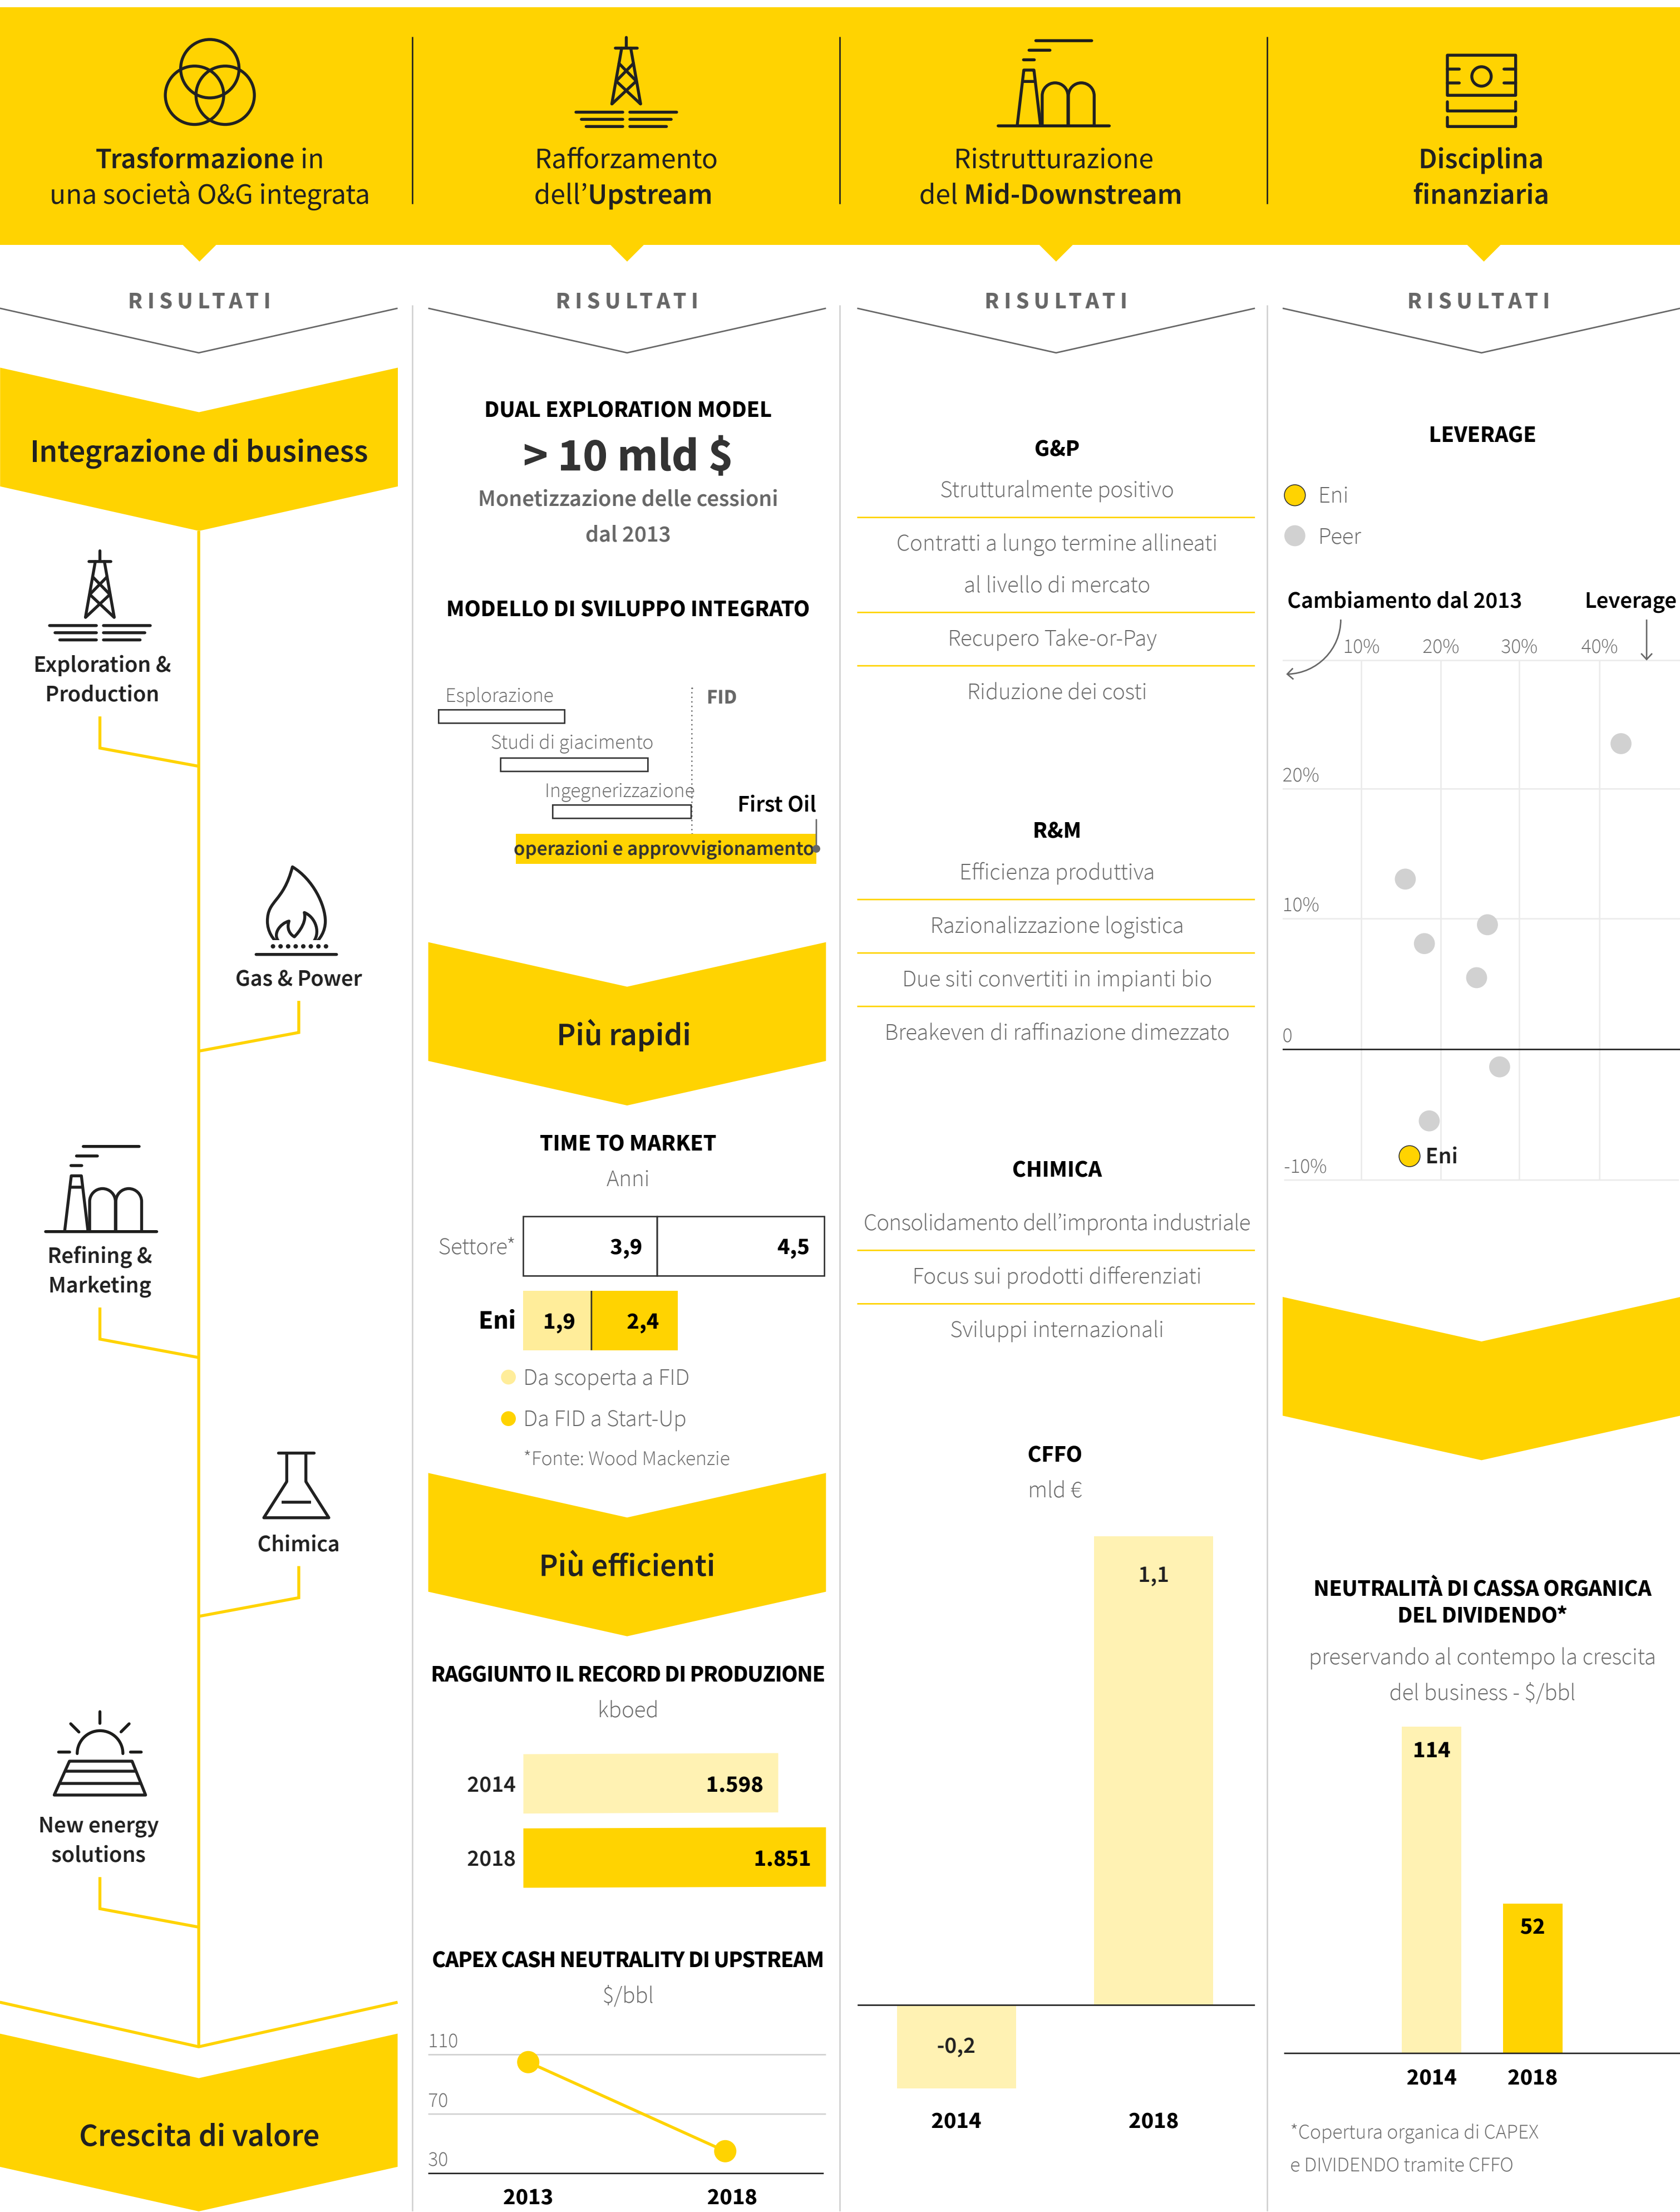 Trasformazione in
una società O&G integrata
Rafforzamento
dell'Upstream
Ristrutturazione
del Mid-Downstream
Disciplina
finanziaria
RISULTATI
RISULTATI
RISULTATI
RISULTATI
Integrazione di business
Exploration &
Production
Gas & Power
Refining &
Marketing
Chimica
New energy
solutions
Crescita di valore
DUAL EXPLORATION MODEL
> 10 mld $
Monetizzazione delle cessioni
dal 2013
MODELLO DI SVILUPPO INTEGRATO
Esplorazione
FID
Studi di giacimento
Ingegnerizzazione
First Oil
operazioni e approvvigionamento
Più rapidi
TIME TO MARKET
Anni
Settore* 3,9 4,5
Eni 1,9 2,4
Da scoperta a FID
Da FID a Start-Up
*Fonte: Wood Mackenzie
Più efficienti
RAGGIUNTO IL RECORD DI PRODUZIONE
kboed
2014 1.598
2018 1.851
CAPEX CASH NEUTRALITY DI UPSTREAM
$/bbl
110
70
30
2013 2018
G&P
Strutturalmente positivo
Contratti a lungo termine allineati
al livello di mercato
Recupero Take-or-Pay
Riduzione dei costi
R&M
Efficienza produttiva
Razionalizzazione logistica
Due siti convertiti in impianti bio
Breakeven di raffinazione dimezzato
CHIMICA
Consolidamento dell'impronta industriale
Focus sui prodotti differenziati
Sviluppi internazionali
CFFO
mld €
1,1
-0,2
2014 2018
LEVERAGE
Eni
Peer
Cambiamento dal 2013 Leverage
10% 20% 30% 40%
20%
10%
0
Eni
-10%
NEUTRALITÀ DI CASSA ORGANICA
DEL DIVIDENDO*
preservando al contempo la crescita
del business - $/bbl
114
52
2014 2018
*Copertura organica di CAPEX
e DIVIDENDO tramite CFFO